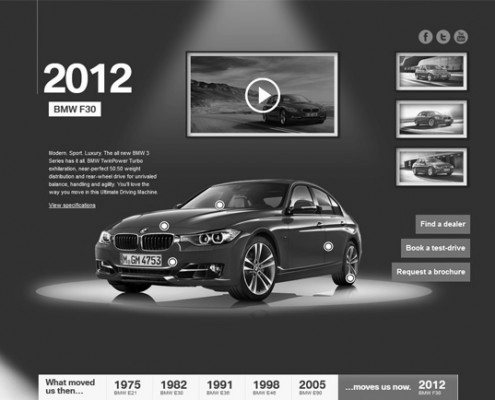 2012
BMW F30
Modern. Sport. Luxury. The all new BMW 3
Series has it all. BMW TwinPower Turbo
exhilaration, near-perfect 50:50 weight
distribution and rear-wheel drive for unrivaled
balance, handling and agility. You'll love the
way you move in this Ultimate Driving Machine.
View specifications
M GM 4753
Find a dealer
Book a test-drive
Request a brochure
What moved
us then...
1975
BMW E21
1982
BMW E30
1991
BMW E36
1998
BMW E46
2005
BMW E90
...moves us now.
2012
BMW F30